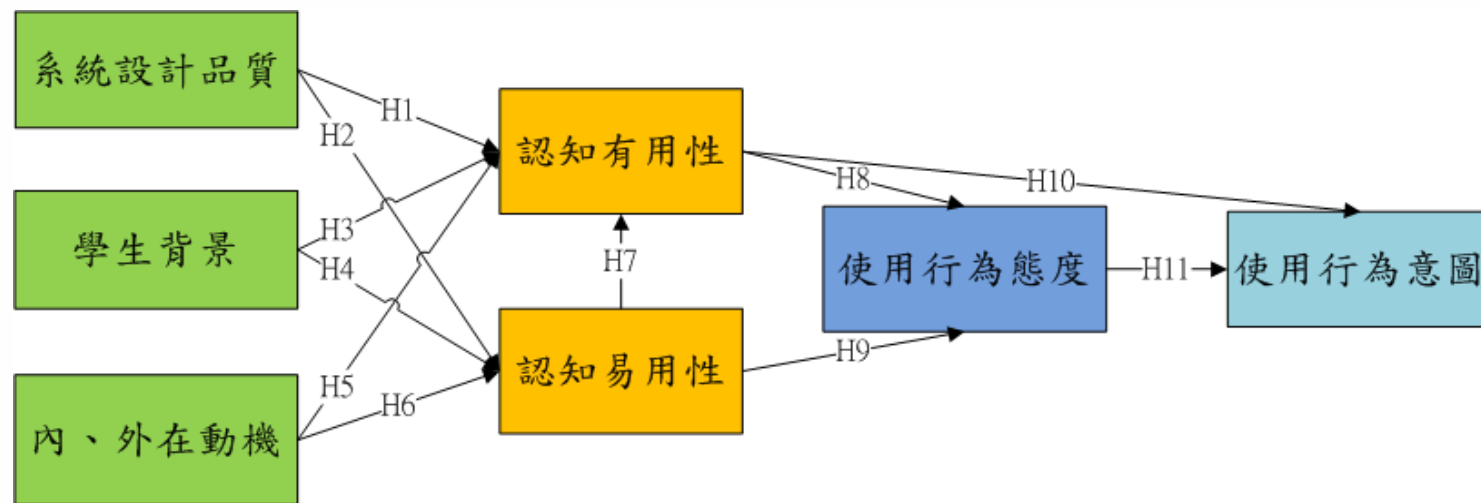 系統設計品質
H1
H2
認知有用性
學生背景
H3
H4
H7
H8
H10
使用行為態度
H11
使用行為意圖
內、外在動機
H5
H6
認知易用性
H9